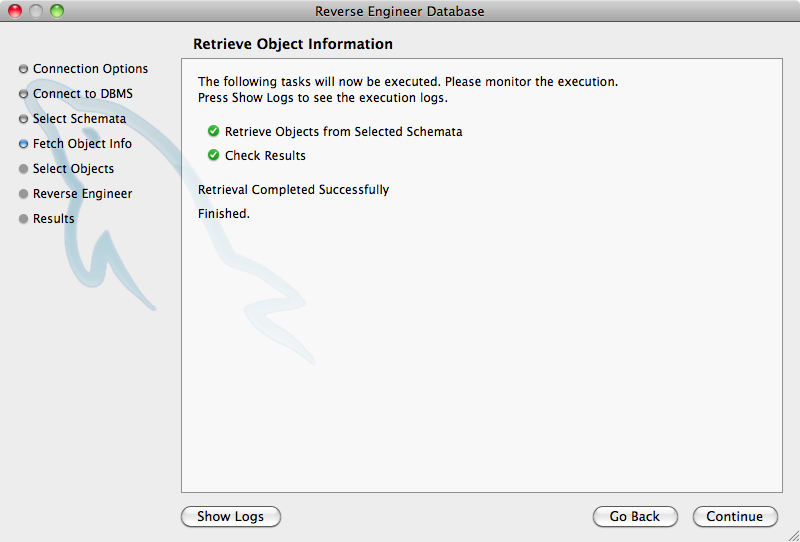 Reverse Engineer Database
Retrieve Object Information
Connection Options
Connect to DBMS
Select Schemata
Fetch Object Info
Select Objects
Reverse Engineer
Results
The following tasks will now be executed. Please monitor the execution.
Press Show Logs to see the execution logs.
Retrieve Objects from Selected Schemata
Check Results
Retrieval Completed Successfully
Finished.
Show Logs
Go Back
Continue